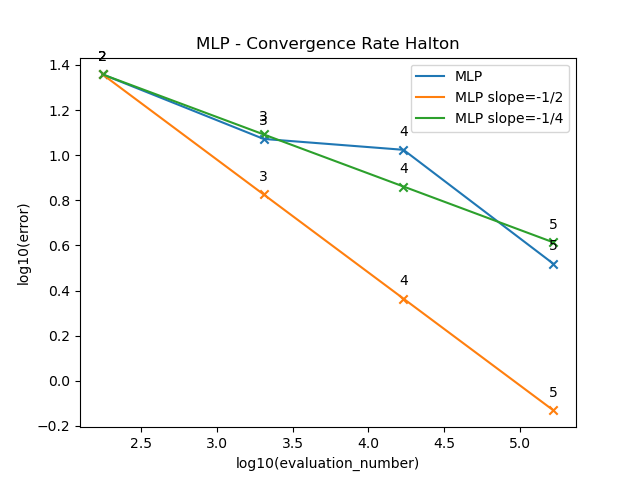 MLP - Convergence Rate Halton
2
2
3
3
3
4
4
4
5
5
5
MLP
MLP slope=-1/2
MLP slope=-1/4
log10(error)
1.4
1.2
1.0
0.8
0.6
0.4
0.2
0.0
−0.2
2.5 3.0 3.5 4.0 4.5 5.0
log10(evaluation_number)